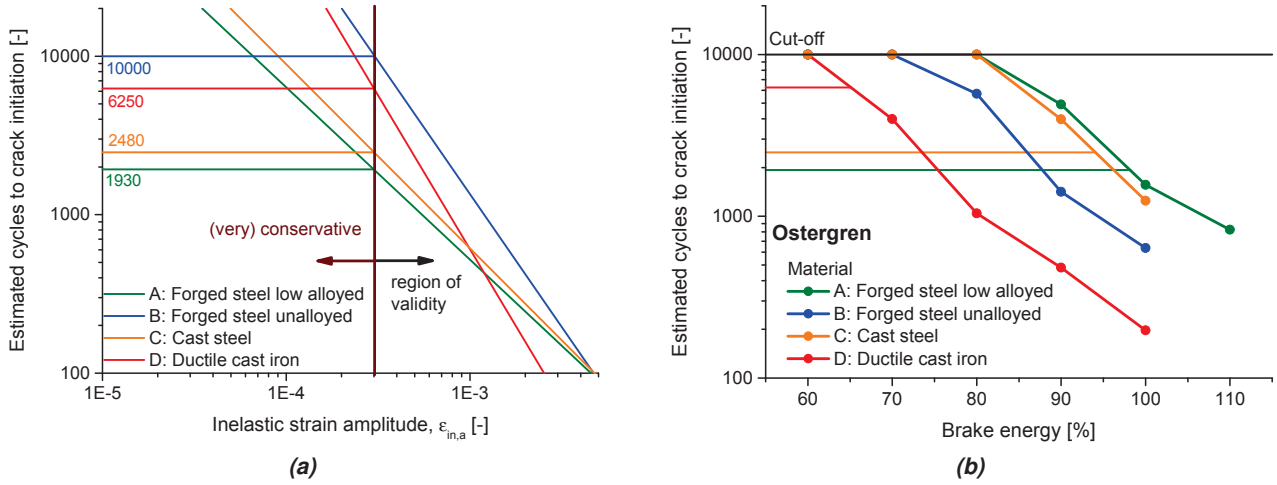 Estimated cycles to crack initiation [-]
10000
1000
100
10000
6250
2480
1930
(very) conservative
region of
validity
A: Forged steel low alloyed
B: Forged steel unalloyed
C: Cast steel
D: Ductile cast iron
1E-5
1E-4
1E-3
Inelastic strain amplitude, ε_in,a [-]
(a)
Estimated cycles to crack initiation [-]
Cut-off
10000
1000
100
Ostergren
Material
A: Forged steel low alloyed
B: Forged steel unalloyed
C: Cast steel
D: Ductile cast iron
60 70 80 90 100 110
Brake energy [%]
(b)